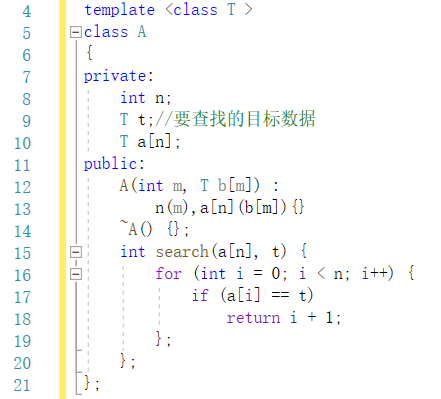 4 template <class T >
5 class A
6 {
7 private:
8     int n;
9     T t;//要查找的目标数据
10     T a[n];
11 public:
12     A(int m, T b[m]) :
13         n(m),a[n](b[m]){}
14     ~A() {};
15     int search(a[n], t) {
16         for (int i = 0; i < n; i++) {
17             if (a[i] == t)
18                 return i + 1;
19         };
20     };
21 };